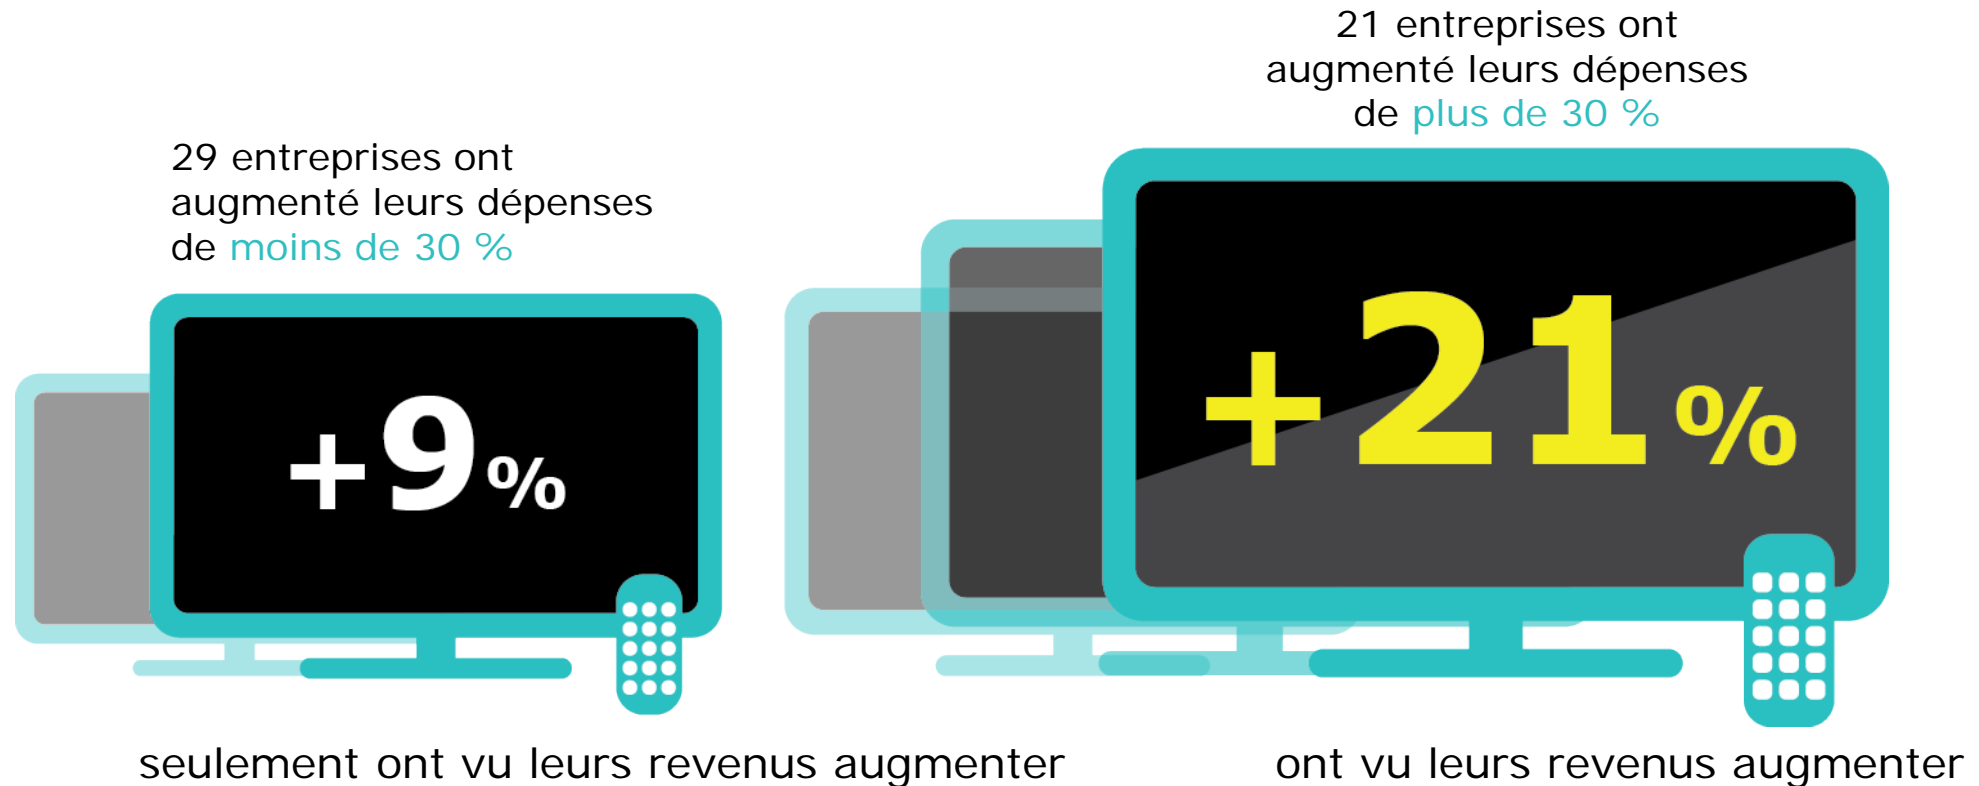 29 entreprises ont
augmenté leurs dépenses
de moins de 30 %
+9%
seulement ont vu leurs revenus augmenter
21 entreprises ont
augmenté leurs dépenses
de plus de 30 %
+21%
ont vu leurs revenus augmenter